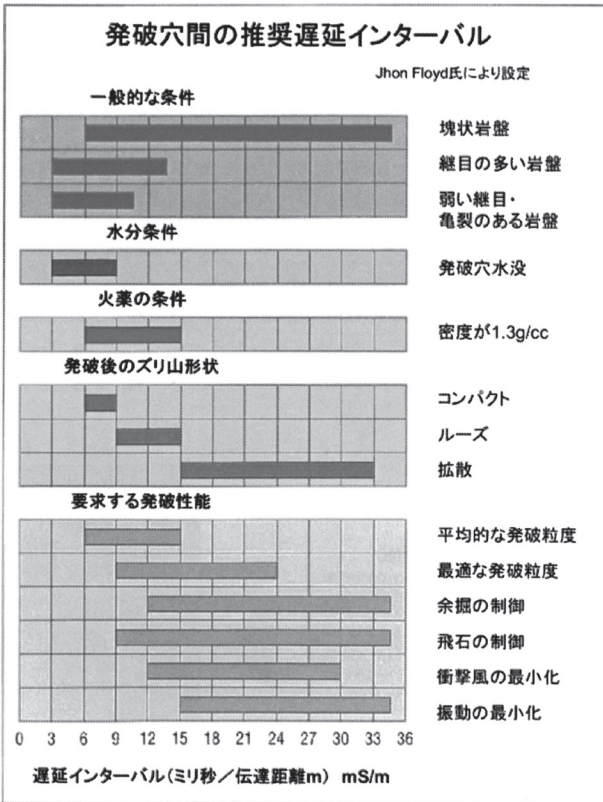 発破穴間の推奨遅延インターバル
Jhon Floyd氏により設定
一般的な条件
塊状岩盤
継目の多い岩盤
弱い継目・
亀裂のある岩盤
水分条件
発破穴水没
火薬の条件
密度が1.3g/cc
発破後のズリ山形状
コンパクト
ルーズ
拡散
要求する発破性能
平均的な発破粒度
最適な発破粒度
余掘の制御
飛石の制御
衝撃風の最小化
振動の最小化
0 3 6 9 12 15 18 21 24 27 30 33 36
遅延インターバル(ミリ秒/伝達距離m) mS/m